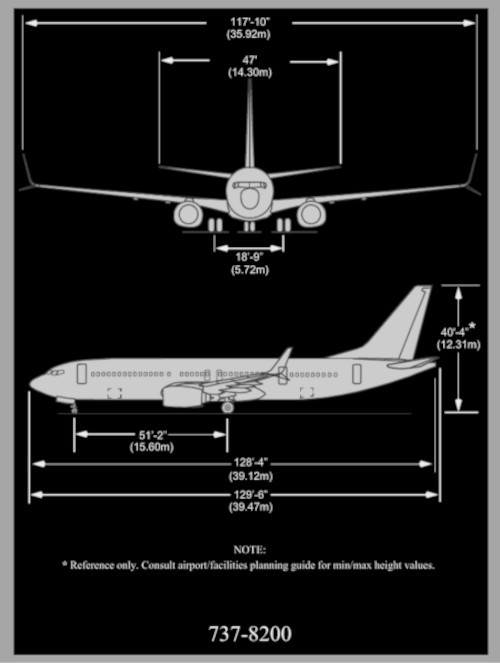 117'-10"
(35.92m)
47'
(14.30m)
18'-9"
(5.72m)
40'-4"*
(12.31m)
51'-2"
(15.60m)
128'-4"
(39.12m)
129'-6"
(39.47m)
NOTE:
* Reference only. Consult airport/facilities planning guide for min/max height values.
737-8200